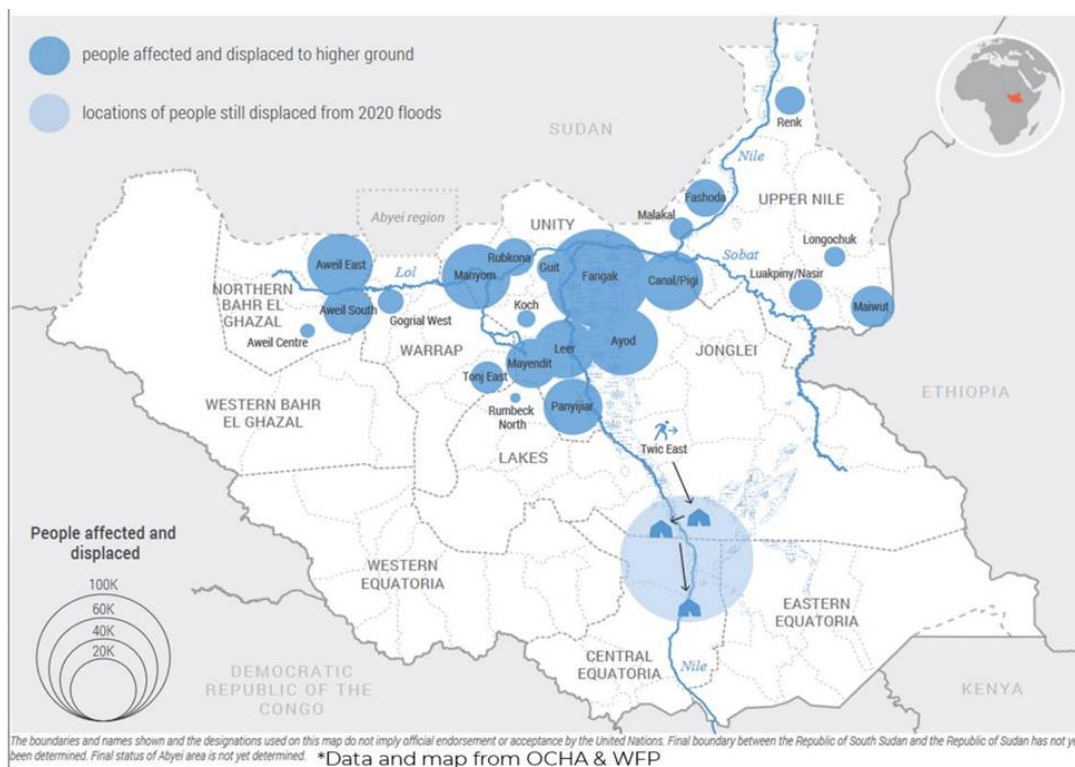 people affected and displaced to higher ground
locations of people still displaced from 2020 floods
SUDAN
Renk
Nile
Fashoda
UPPER NILE
Abyei region
UNITY
Malakal
Longochuk
Aweil East
Lol
Manyom
Rubkona
Guit
Fangak
Canal/Pigi
Sobat
Luakpiny/Nasir
Maiwut
NORTHERN
BAHR EL
GHAZAL
Aweil South
Gogrial West
Koch
Aweil Centre
WARRAP
Leer
Ayod
JONGLEI
Mayendit
Tonj East
ETHIOPIA
WESTERN BAHR
EL GHAZAL
Rumbeck
North
Panyijiar
LAKES
Twic East
People affected and
displaced
100K
60K
40K
20K
WESTERN
EQUATORIA
EASTERN
EQUATORIA
CENTRAL
EQUATORIA
Nile
DEMOCRATIC
REPUBLIC OF THE
CONGO
KENYA
The boundaries and names shown and the designations used on this map do not imply official endorsement or acceptance by the United Nations. Final boundary between the Republic of South Sudan and the Republic of Sudan has not ye
been determined. Final status of Abyei area is not yet determined. *Data and map from OCHA & WFP